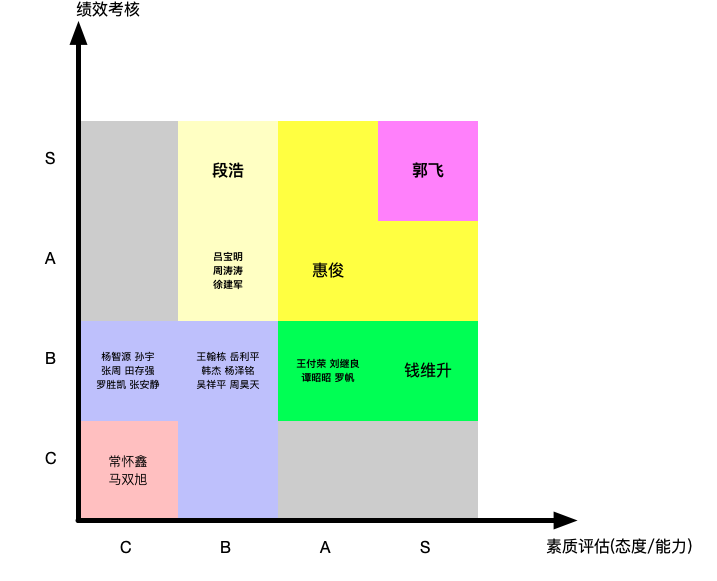 绩效考核
S
段浩
郭飞
A
吕宝明
周涛涛
徐建军
惠俊
B
杨智源 孙宇
张周 田存强
罗胜凯 张安静
王翰栋 岳利平
韩杰 杨泽铭
吴祥平 周昊天
王付荣 刘继良
谭昭昭 罗帆
钱维升
C
常怀鑫
马双旭
C
B
A
S
素质评估(态度/能力)